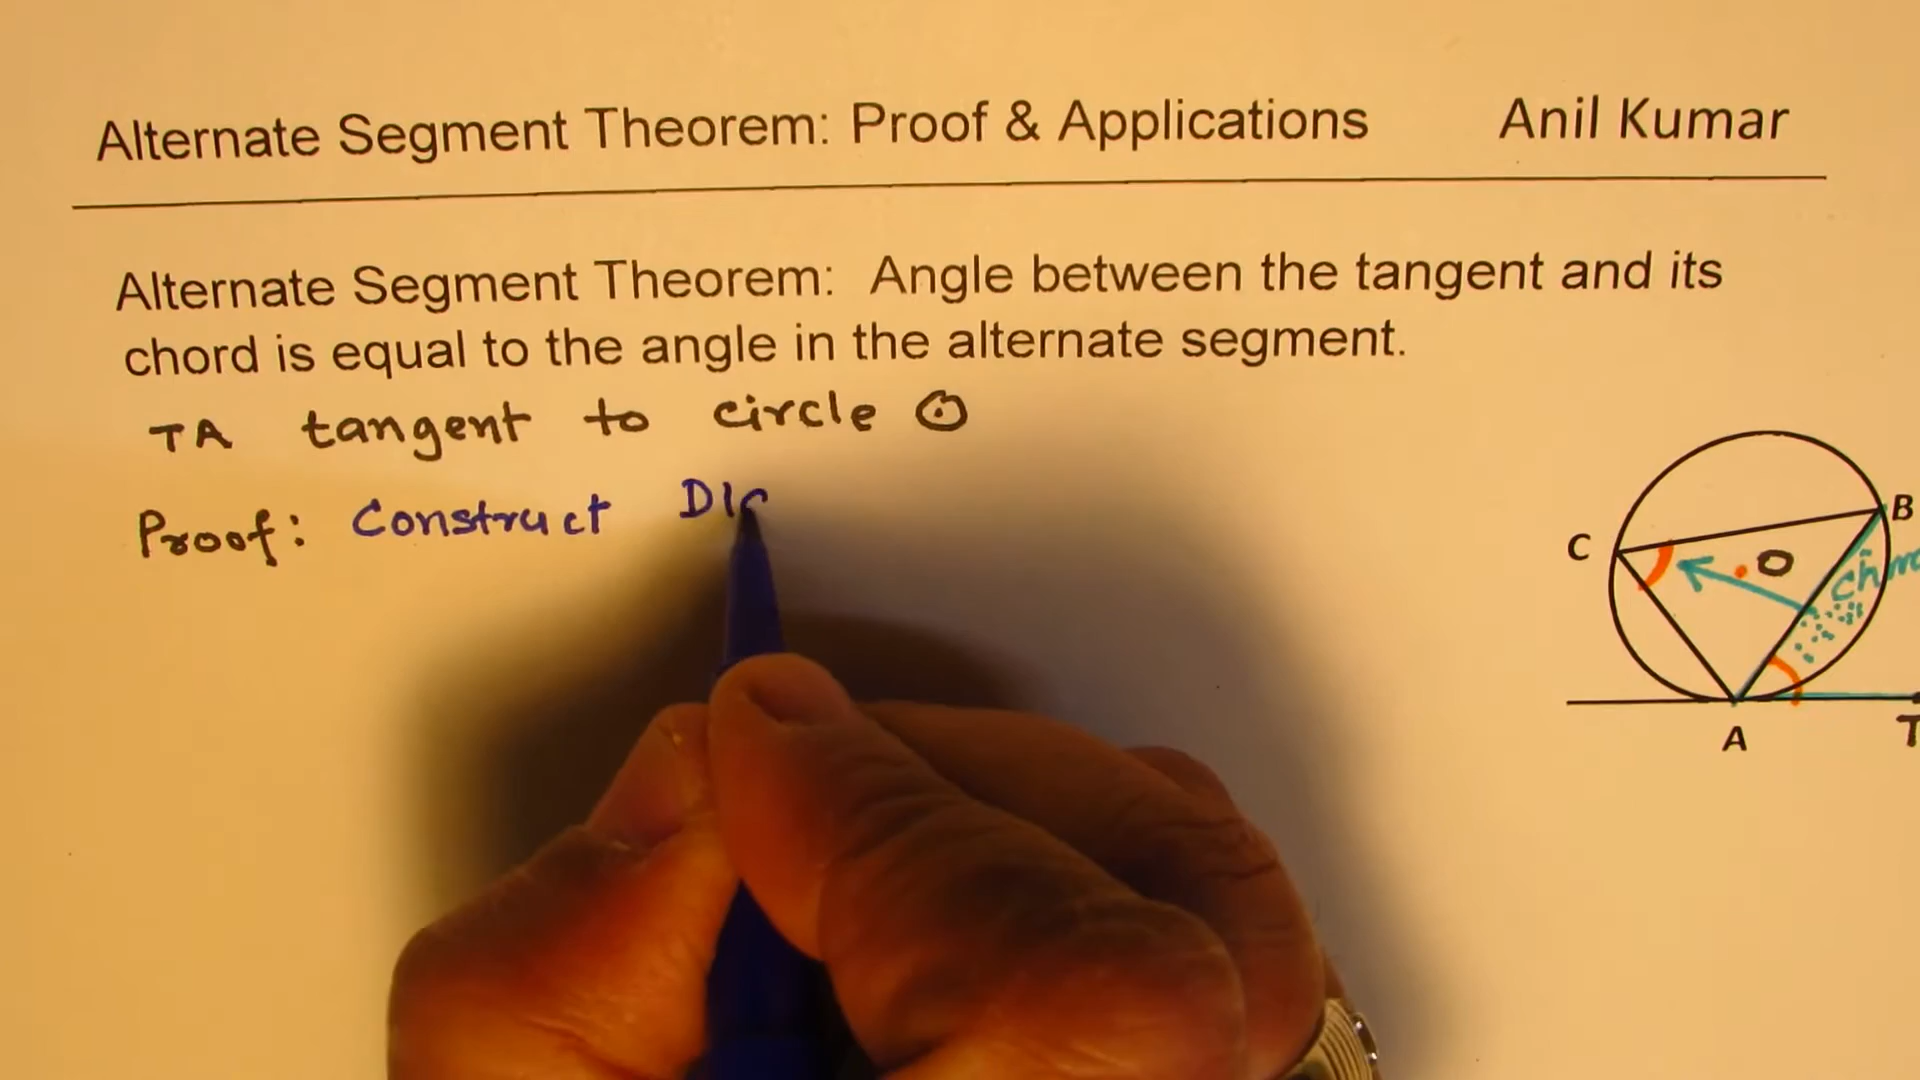 Alternate Segment Theorem: Proof & Applications Anil Kumar
Alternate Segment Theorem: Angle between the tangent and its
chord is equal to the angle in the alternate segment.
TA tangent to circle ⊙
Proof: Construct DIC
B
C
O
A
T